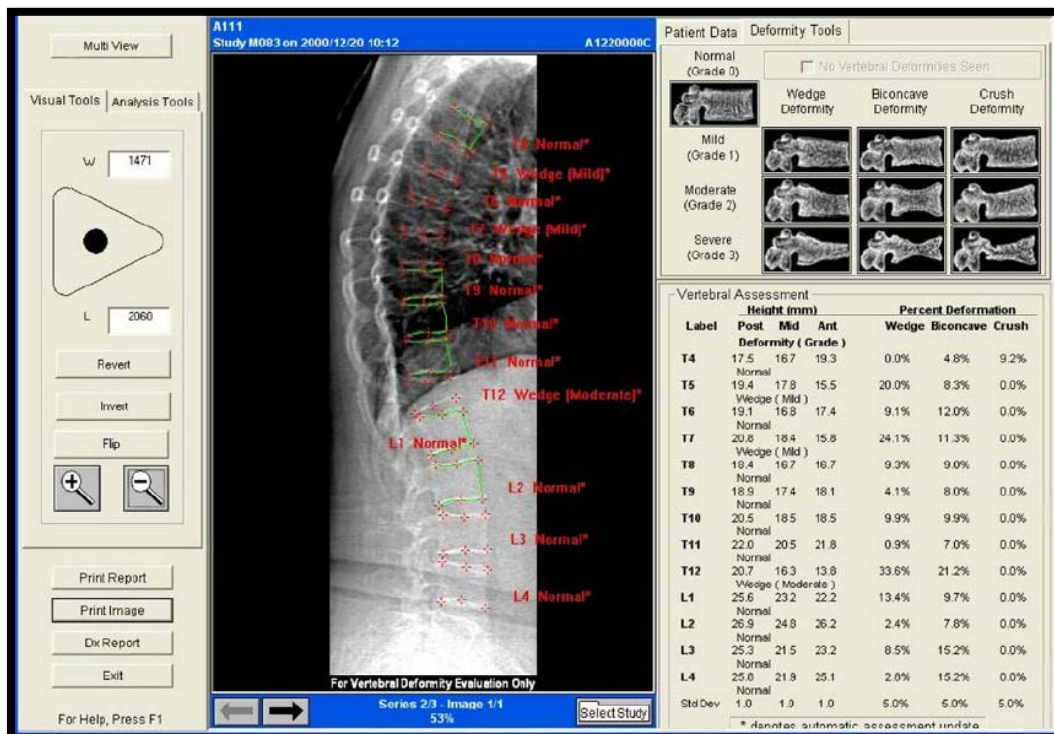 Multi View
Visual Tools
Analysis Tools
W 1471
L 2060
Revert
Invert
Flip
Print Report
Print Image
Dx Report
Exit
For Help, Press F1
A111
Study M083 on 2000/12/20 10:12 A1220000C
T4 Normal*
T5 Wedge (Mild)*
T6 Normal*
T7 Wedge (Mild)*
T8 Normal*
T9 Normal*
T10 Normal*
T11 Normal*
T12 Wedge (Moderate)*
L1 Normal*
L2 Normal*
L3 Normal*
L4 Normal*
For Vertebral Deformity Evaluation Only
Series 2/3 - Image 1/1
53%
Select Study
Patient Data
Deformity Tools
Normal
(Grade 0)
No Vertebral Deformities Seen
Wedge
Deformity
Biconcave
Deformity
Crush
Deformity
Mild
(Grade 1)
Moderate
(Grade 2)
Severe
(Grade 3)
Vertebral Assessment
Height (mm) Percent Deformation
Label Post Mid Ant Wedge Biconcave Crush
Deformity ( Grade )
T4 17.5 16.7 19.3 0.0% 4.8% 9.2%
Normal
T5 19.4 17.8 15.5 20.0% 8.3% 0.0%
Wedge ( Mild )
T6 19.1 16.8 17.4 9.1% 12.0% 0.0%
Normal
T7 20.8 18.4 15.8 24.1% 11.3% 0.0%
Wedge ( Mild )
T8 18.4 16.7 16.7 9.3% 9.0% 0.0%
Normal
T9 18.9 17.4 18.1 4.1% 8.0% 0.0%
Normal
T10 20.5 18.5 18.5 9.9% 9.9% 0.0%
Normal
T11 22.0 20.5 21.8 0.9% 7.0% 0.0%
Normal
T12 20.7 16.3 13.8 33.6% 21.2% 0.0%
Wedge ( Moderate )
L1 25.6 23.2 22.2 13.4% 9.7% 0.0%
Normal
L2 26.9 24.8 26.2 2.4% 7.8% 0.0%
Normal
L3 25.3 21.5 23.2 8.5% 15.2% 0.0%
Normal
L4 21.9 25.1 2.0% 15.2% 0.0%
Normal
Std Dev 1.0 1.0 1.0 5.0% 5.0% 5.0%
* denotes automatic assessment update